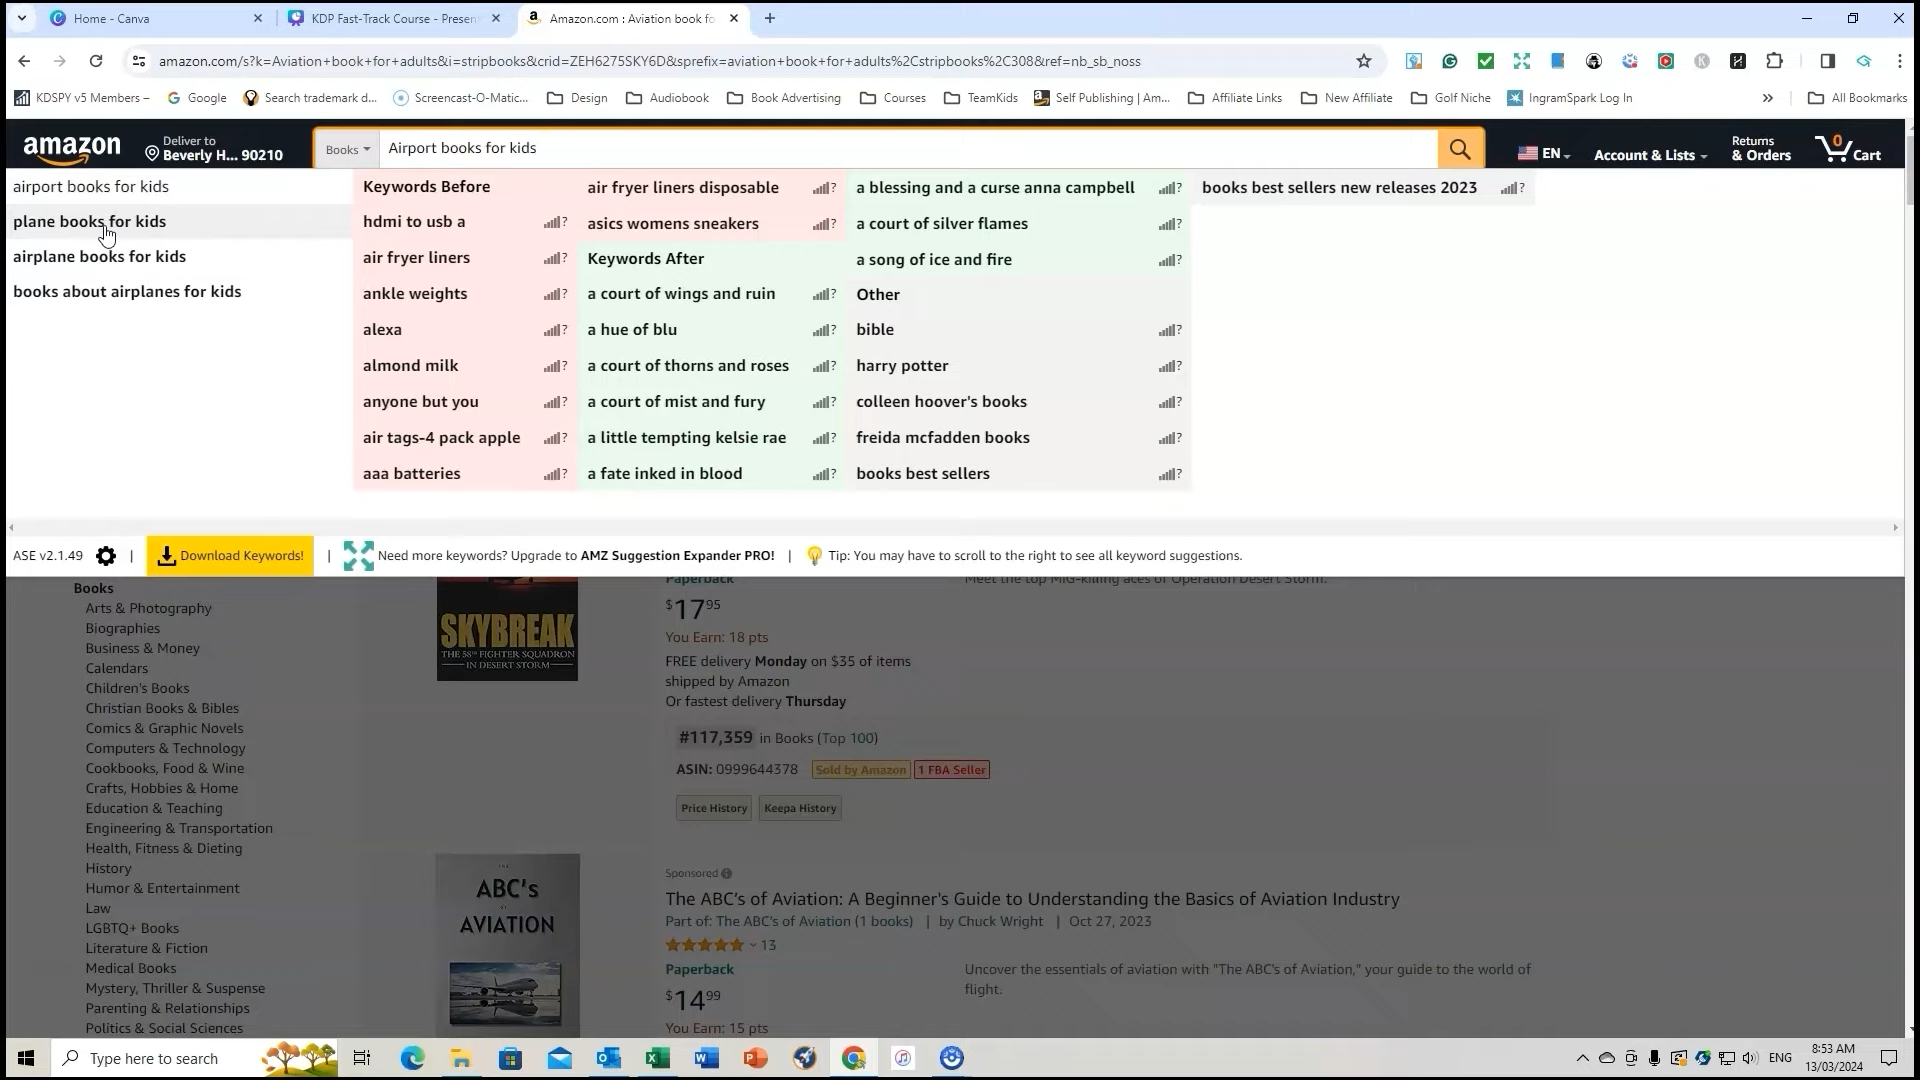 Home - Canva
KDP Fast-Track Course - Presen
Amazon.com : Aviation book fo
amazon.com/s?k=Aviation+book+for+adults&i=stripbooks&crid=ZEH6275SKY6D&sprefix=aviation+book+for+adults%2Cstripbooks%2C308&ref=nb_sb_noss
KDSPY v5 Members –
Google
Search trademark d...
Screencast-O-Matic...
Design
Audiobook
Book Advertising
Courses
TeamKids
Self Publishing | Am...
Affiliate Links
New Affiliate
Golf Niche
IngramSpark Log In
»
All Bookmarks
amazon
Deliver to
Beverly H... 90210
Books
Airport books for kids
EN
Account & Lists
Returns
& Orders
0
Cart
airport books for kids
plane books for kids
airplane books for kids
books about airplanes for kids
Keywords Before
hdmi to usb a ?
air fryer liners ?
ankle weights ?
alexa ?
almond milk ?
anyone but you ?
air tags-4 pack apple ?
aaa batteries ?
air fryer liners disposable ?
asics womens sneakers ?
Keywords After
a court of wings and ruin ?
a hue of blu ?
a court of thorns and roses ?
a court of mist and fury ?
a little tempting kelsie rae ?
a fate inked in blood ?
a blessing and a curse anna campbell ?
a court of silver flames ?
a song of ice and fire ?
Other
bible ?
harry potter ?
colleen hoover's books ?
freida mcfadden books ?
books best sellers ?
books best sellers new releases 2023 ?
ASE v2.1.49 | Download Keywords! | Need more keywords? Upgrade to AMZ Suggestion Expander PRO! | Tip: You may have to scroll to the right to see all keyword suggestions.
Books
Arts & Photography
Biographies
Business & Money
Calendars
Children's Books
Christian Books & Bibles
Comics & Graphic Novels
Computers & Technology
Cookbooks, Food & Wine
Crafts, Hobbies & Home
Education & Teaching
Engineering & Transportation
Health, Fitness & Dieting
History
Humor & Entertainment
Law
LGBTQ+ Books
Literature & Fiction
Medical Books
Mystery, Thriller & Suspense
Parenting & Relationships
Politics & Social Sciences
SKYBREAK
THE 58TH FIGHTER SQUADRON
IN DESERT STORM
Paperback
Meet the top MiG-killing aces of Operation Desert Storm.
$17 95
You Earn: 18 pts
FREE delivery Monday on $35 of items
shipped by Amazon
Or fastest delivery Thursday
#117,359 in Books (Top 100)
ASIN: 0999644378 Sold by Amazon 1 FBA Seller
Price History Keepa History
ABC's
AVIATION
Sponsored
The ABC's of Aviation: A Beginner's Guide to Understanding the Basics of Aviation Industry
Part of: The ABC's of Aviation (1 books) | by Chuck Wright | Oct 27, 2023
13
Paperback
Uncover the essentials of aviation with "The ABC's of Aviation," your guide to the world of
flight.
$14 99
You Earn: 15 pts
Type here to search
ENG
8:53 AM
13/03/2024